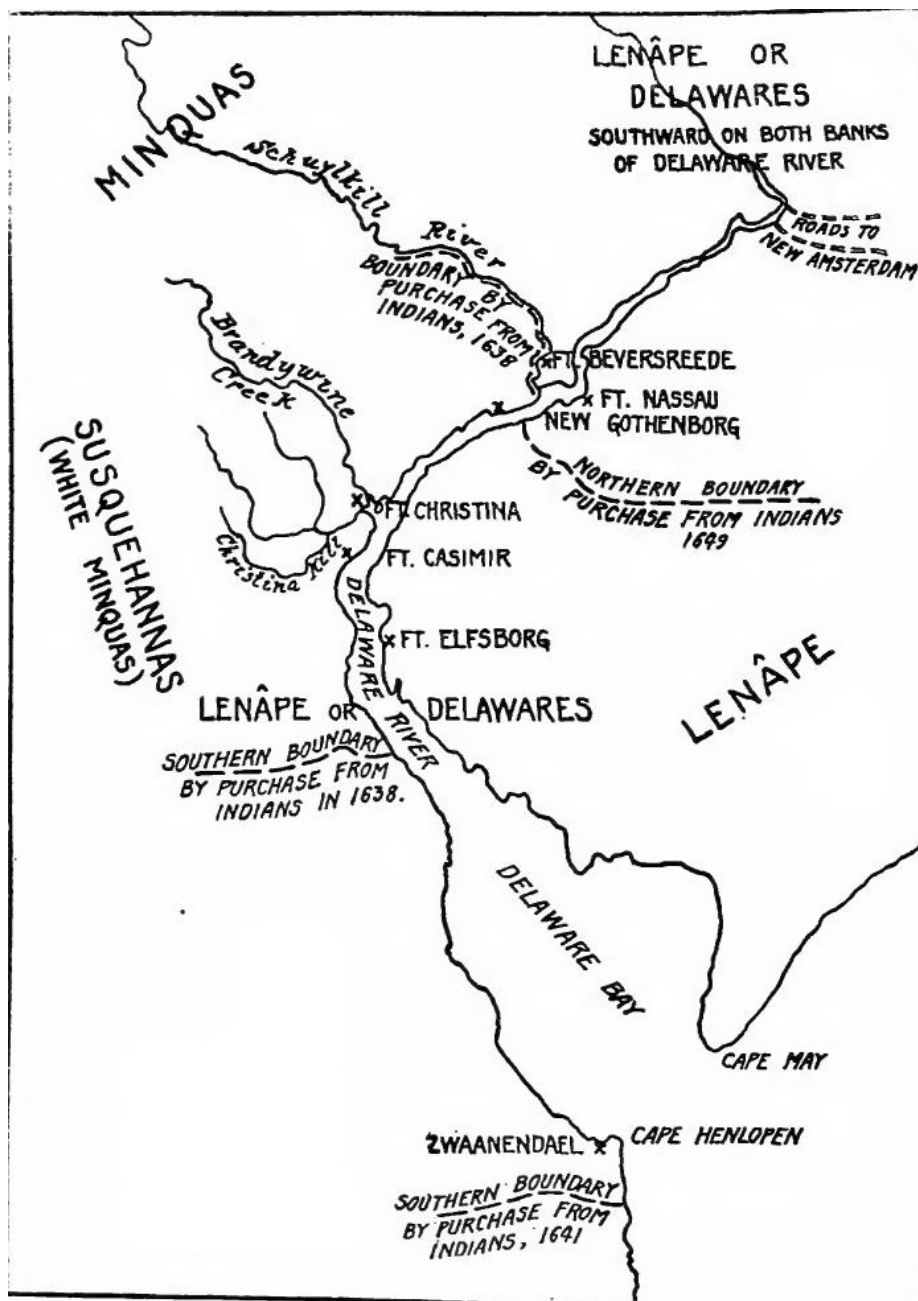 LENÂPE OR
DELAWARES
SOUTHWARD ON BOTH BANKS
OF DELAWARE RIVER
MINQUAS
Schuylkill
River
ROADS TO
NEW AMSTERDAM
BOUNDARY BY
PURCHASE FROM
INDIANS, 1638
Brandywine
Creek
FT. BEVERSREEDE
FT. NASSAU
NEW GOTHENBORG
SUSQUEHANNAS
(WHITE MINQUAS)
NORTHERN BOUNDARY
BY PURCHASE FROM INDIANS
1649
FT. CHRISTINA
Christina Kill
FT. CASIMIR
DELAWARE RIVER
FT. ELFSBORG
LENÂPE
LENÂPE OR DELAWARES
SOUTHERN BOUNDARY
BY PURCHASE FROM
INDIANS IN 1638.
DELAWARE BAY
CAPE MAY
ZWAANENDAEL
CAPE HENLOPEN
SOUTHERN BOUNDARY
BY PURCHASE FROM
INDIANS, 1641